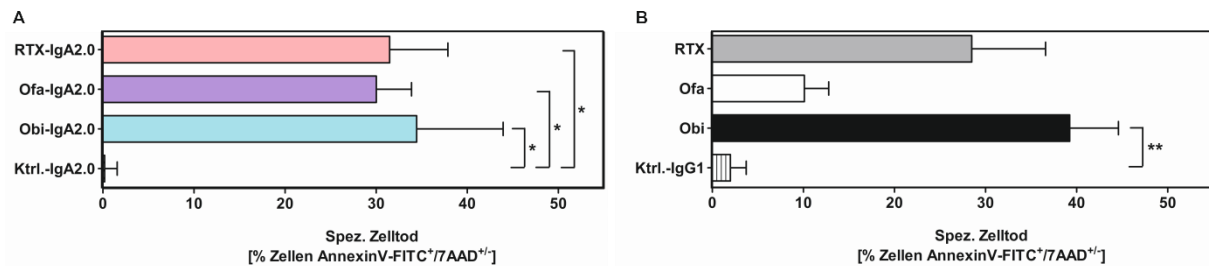 A
RTX-IgA2.0
Ofa-IgA2.0
Obi-IgA2.0
Ktrl.-IgA2.0
* * *
0 10 20 30 40 50
Spez. Zelltod
[% Zellen AnnexinV-FITC⁺/7AAD⁺/⁻]
B
RTX
Ofa
Obi
Ktrl.-IgG1
**
0 10 20 30 40 50
Spez. Zelltod
[% Zellen AnnexinV-FITC⁺/7AAD⁺/⁻]